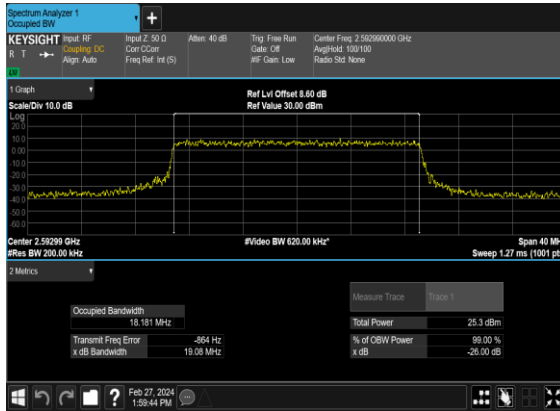 Spectrum Analyzer 1
Occupied BW
+
KEYSIGHT Input: RF Input Z: 50 Ω Atten: 40 dB Trig: Free Run Center Freq: 2.592990000 GHz
R T Coupling: DC Corr CCorr Gate: Off Avg|Hold: 100/100
Align: Auto Freq Ref: Int (S) #IF Gain: Low Radio Std: None
LW
1 Graph
Ref Lvl Offset 8.60 dB
Scale/Div 10.0 dB Ref Value 30.00 dBm
Log
20.0
10.0
0.00
-10.0
-20.0
-30.0
-40.0
-50.0
-60.0
Center 2.59299 GHz #Video BW 620.00 kHz* Span 40 MH
#Res BW 200.00 kHz Sweep 1.27 ms (1001 pt
2 Metrics
Measure Trace Trace 1
Occupied Bandwidth
18.181 MHz Total Power 25.3 dBm
Transmit Freq Error -864 Hz % of OBW Power 99.00 %
x dB Bandwidth 19.08 MHz x dB -26.00 dB
?
Feb 27, 2024
1:59:44 PM